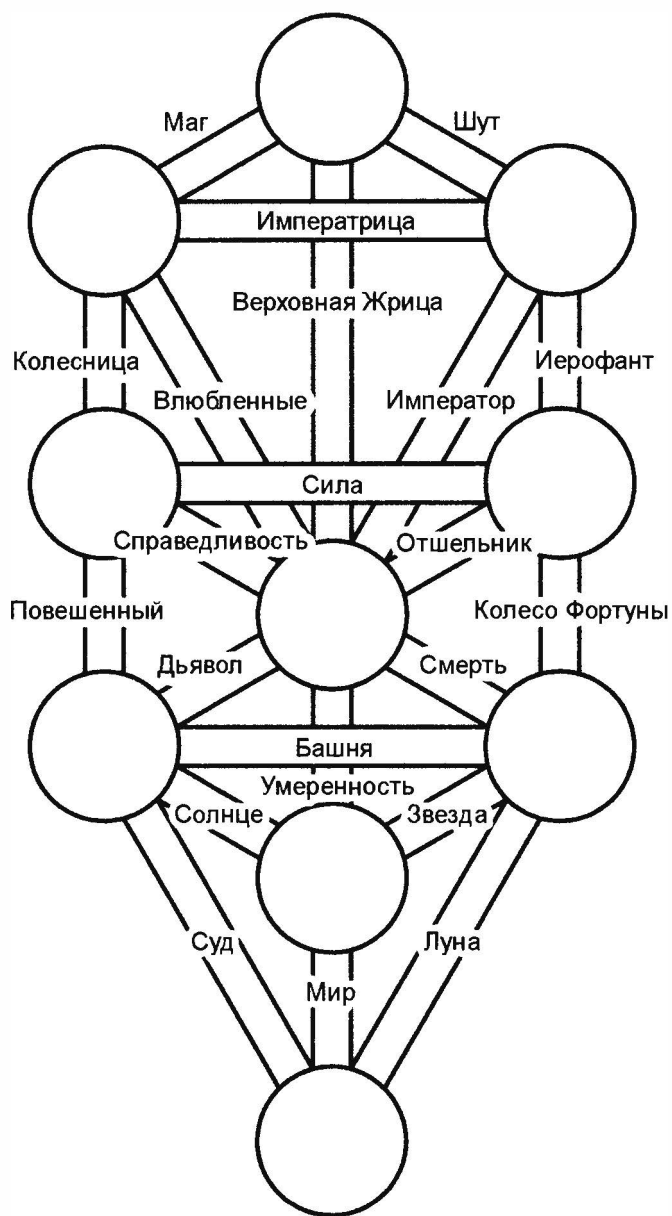 Маг
Шут
Императрица
Верховная Жрица
Колесница
Иерофант
Влюбленные
Император
Сила
Справедливость
Отшельник
Повешенный
Колесо Фортуны
Дьявол
Смерть
Башня
Умеренность
Солнце
Звезда
Суд
Луна
Мир